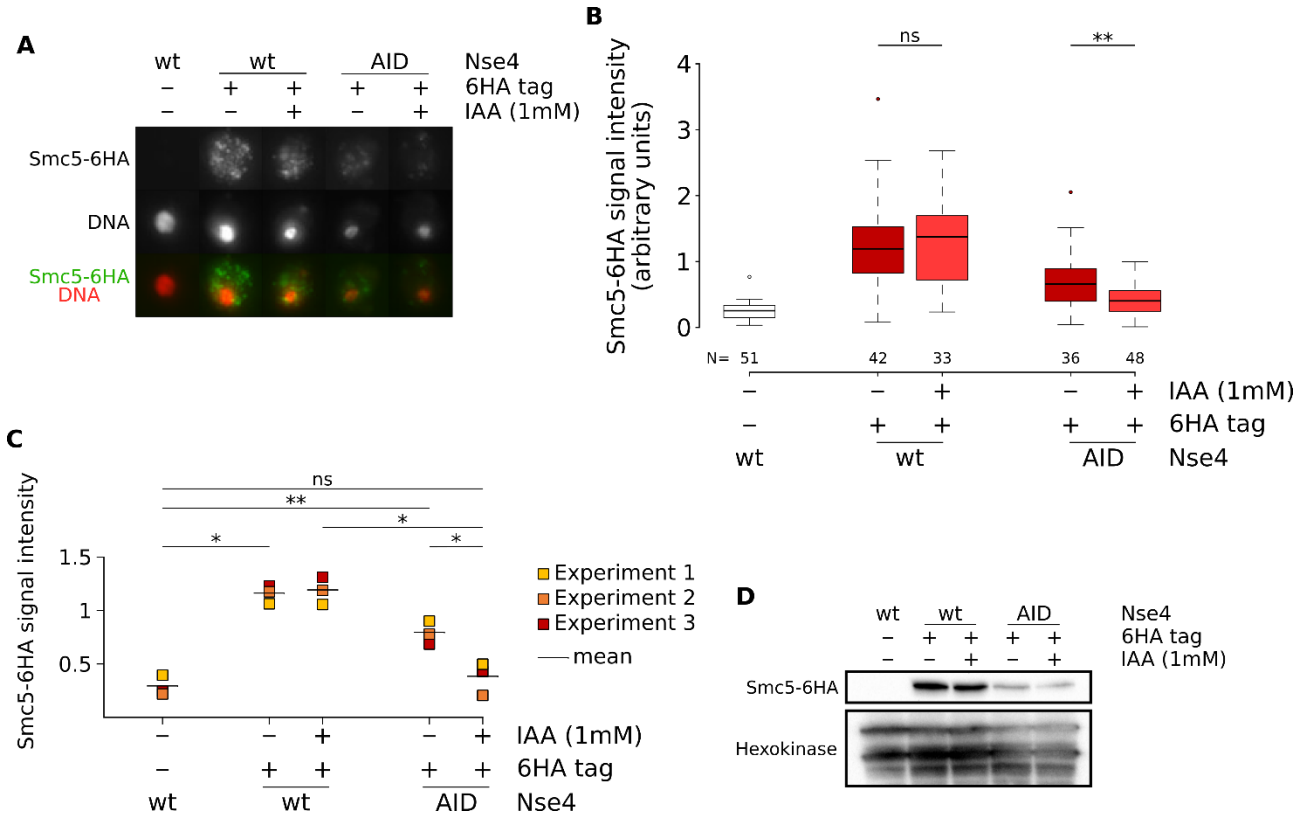 A
wt wt AID Nse4
− + + + + 6HA tag
− − + − + IAA (1mM)
Smc5-6HA
DNA
Smc5-6HA
DNA
B
ns **
Smc5-6HA signal intensity
(arbitrary units)
4
3
2
1
0
N= 51 42 33 36 48
− − + − + IAA (1mM)
− + + + + 6HA tag
wt wt AID Nse4
C
ns
**
*
* *
Smc5-6HA signal intensity
1.5
1
0.5
Experiment 1
Experiment 2
Experiment 3
mean
− − + − + IAA (1mM)
− + + + + 6HA tag
wt wt AID Nse4
D
wt wt AID Nse4
− + + + + 6HA tag
− − + − + IAA (1mM)
Smc5-6HA
Hexokinase